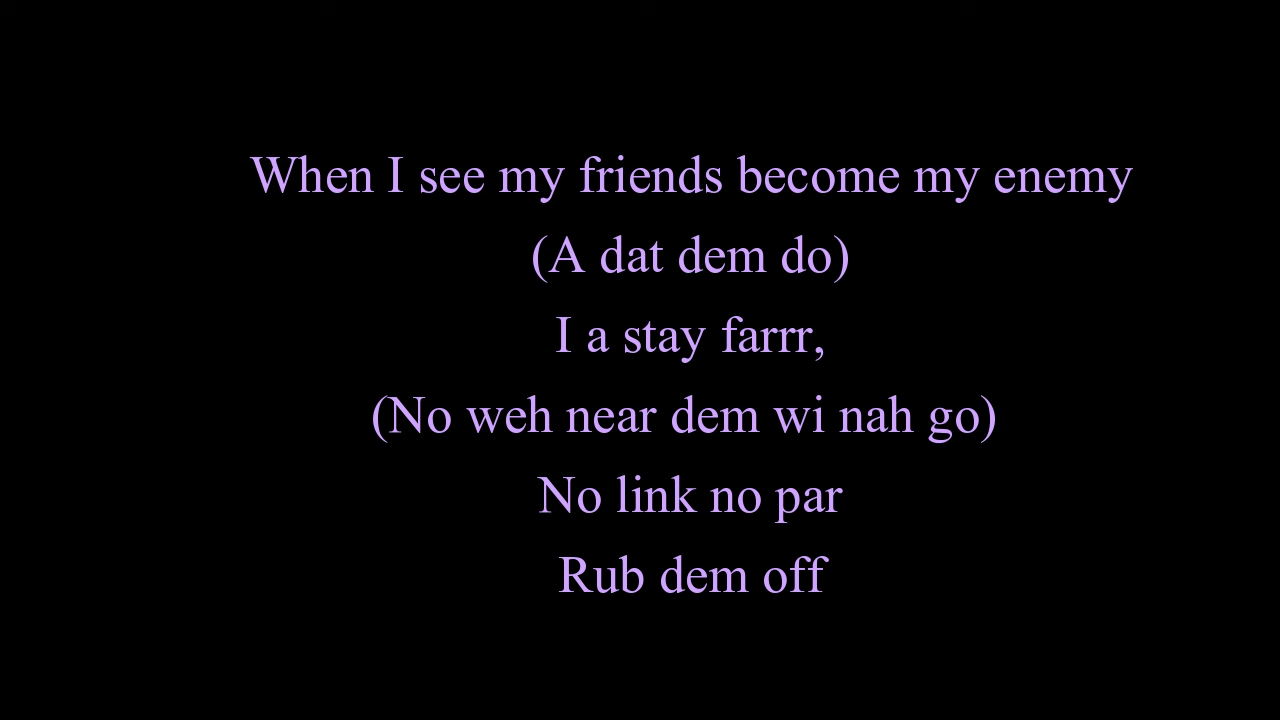 When I see my friends become my enemy
(A dat dem do)
I a stay farrr,
(No weh near dem wi nah go)
No link no par
Rub dem off